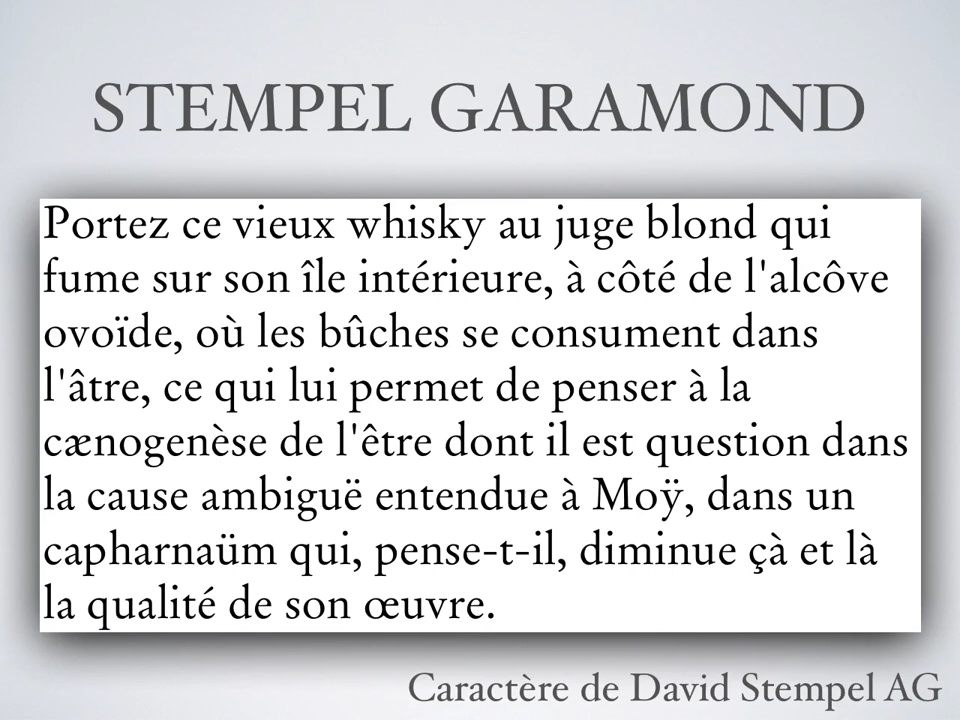 STEMPEL GARAMOND
Portez ce vieux whisky au juge blond qui
fume sur son île intérieure, à côté de l'alcôve
ovoïde, où les bûches se consument dans
l'âtre, ce qui lui permet de penser à la
cænogenèse de l'être dont il est question dans
la cause ambiguë entendue à Moÿ, dans un
capharnaüm qui, pense-t-il, diminue çà et là
la qualité de son œuvre.
Caractère de David Stempel AG